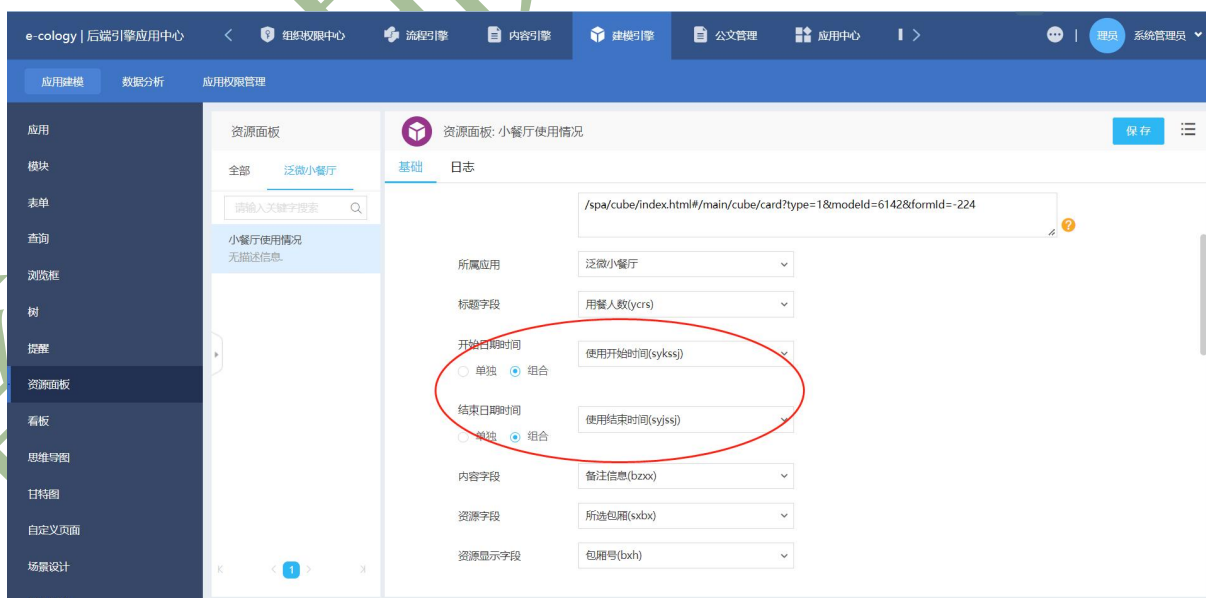 e-cology | 后端引擎应用中心 组织权限中心 流程引擎 内容引擎 建模引擎 公文管理 应用中心 理员 系统管理员
应用建模 数据分析 应用权限管理
应用
模块
表单
查询
浏览框
树
提醒
资源面板
看板
思维导图
甘特图
自定义页面
场景设计
资源面板
全部 泛微小餐厅
请输入关键字搜索
小餐厅使用情况
无描述信息.
1
资源面板: 小餐厅使用情况 保存
基础 日志
/spa/cube/index.html#/main/cube/card?type=1&modeId=6142&formId=-224
所属应用 泛微小餐厅
标题字段 用餐人数(ycrs)
开始日期时间 使用开始时间(sykssj)
单独 组合
结束日期时间 使用结束时间(syjssj)
单独 组合
内容字段 备注信息(bzxx)
资源字段 所选包厢(sxbx)
资源显示字段 包厢号(bxh)